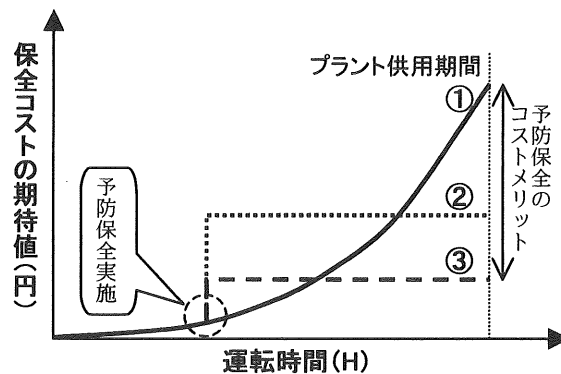 保全コストの期待値(円)
プラント供用期間
①
予防保全の
コストメリット
②
③
予防保全実施
運転時間(H)